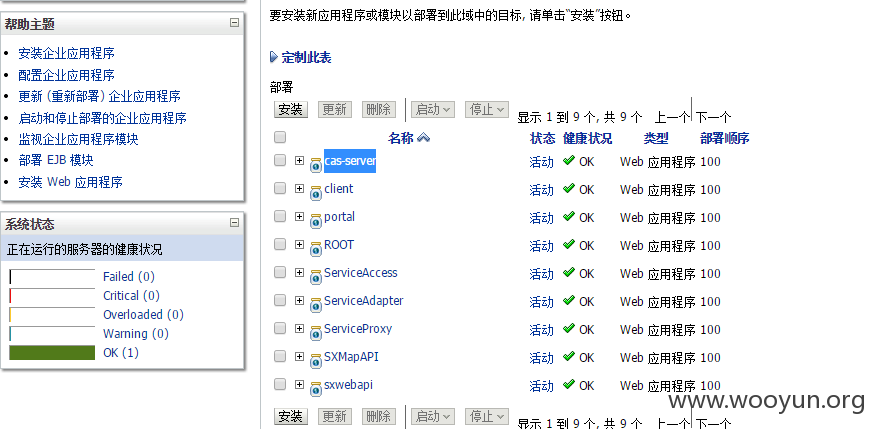 要安装新应用程序或模块以部署到此域中的目标, 请单击“安装”按钮。
帮助主题
安装企业应用程序
配置企业应用程序
更新 (重新部署) 企业应用程序
启动和停止部署的企业应用程序
监视企业应用程序模块
部署 EJB 模块
安装 Web 应用程序
系统状态
正在运行的服务器的健康状况
Failed (0)
Critical (0)
Overloaded (0)
Warning (0)
OK (1)
定制此表
部署
安装 更新 删除 启动 停止 显示 1 到 9 个, 共 9 个 上一个 下一个
名称 状态 健康状况 类型 部署顺序
cas-server 活动 OK Web 应用程序 100
client 活动 OK Web 应用程序 100
portal 活动 OK Web 应用程序 100
ROOT 活动 OK Web 应用程序 100
ServiceAccess 活动 OK Web 应用程序 100
ServiceAdapter 活动 OK Web 应用程序 100
ServiceProxy 活动 OK Web 应用程序 100
SXMapAPI 活动 OK Web 应用程序 100
sxwebapi 活动 OK Web 应用程序 100
安装 更新 删除 启动 停止 显示 1 到 9 个, 共 9 个 上一个 下一个
www.wooyun.org